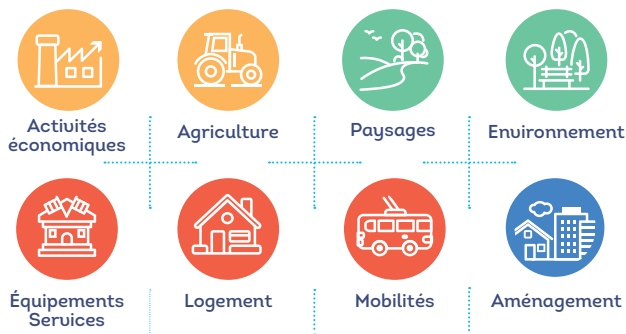 Activités
économiques
Agriculture
Paysages
Environnement
Équipements
Services
Logement
Mobilités
Aménagement